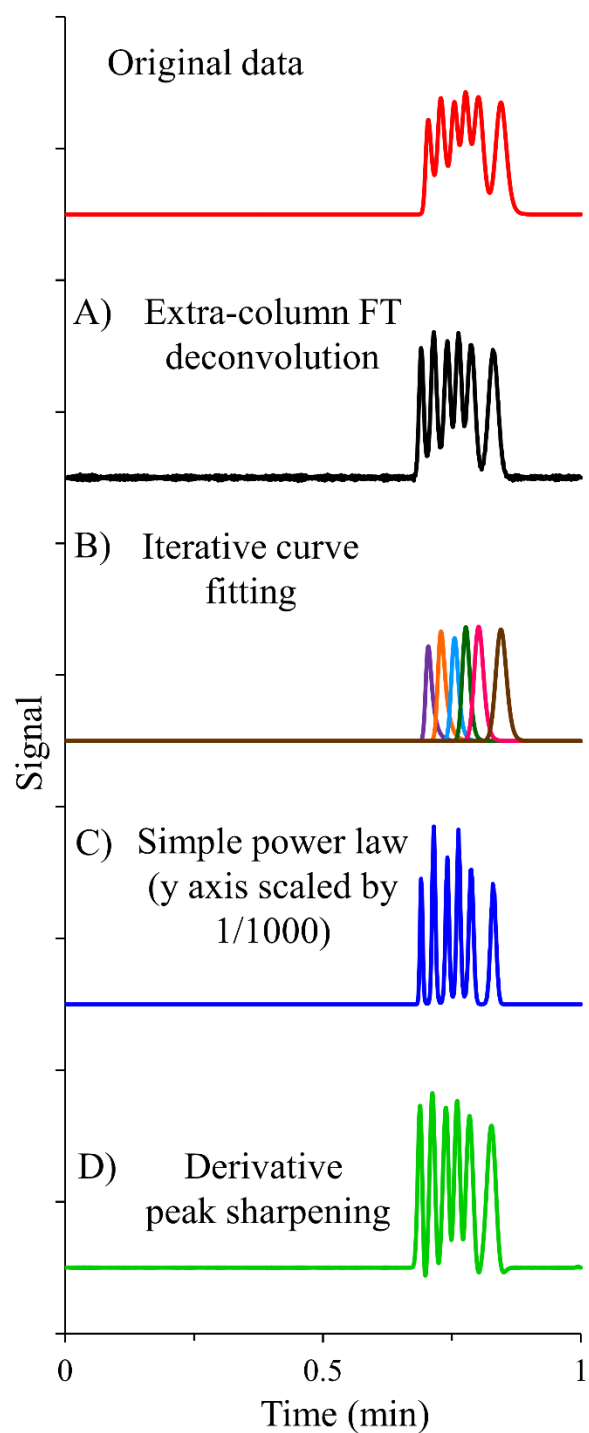 Original data
A) Extra-column FT
deconvolution
B) Iterative curve
fitting
Signal
C) Simple power law
(y axis scaled by
1/1000)
D) Derivative
peak sharpening
0 0.5 1
Time (min)